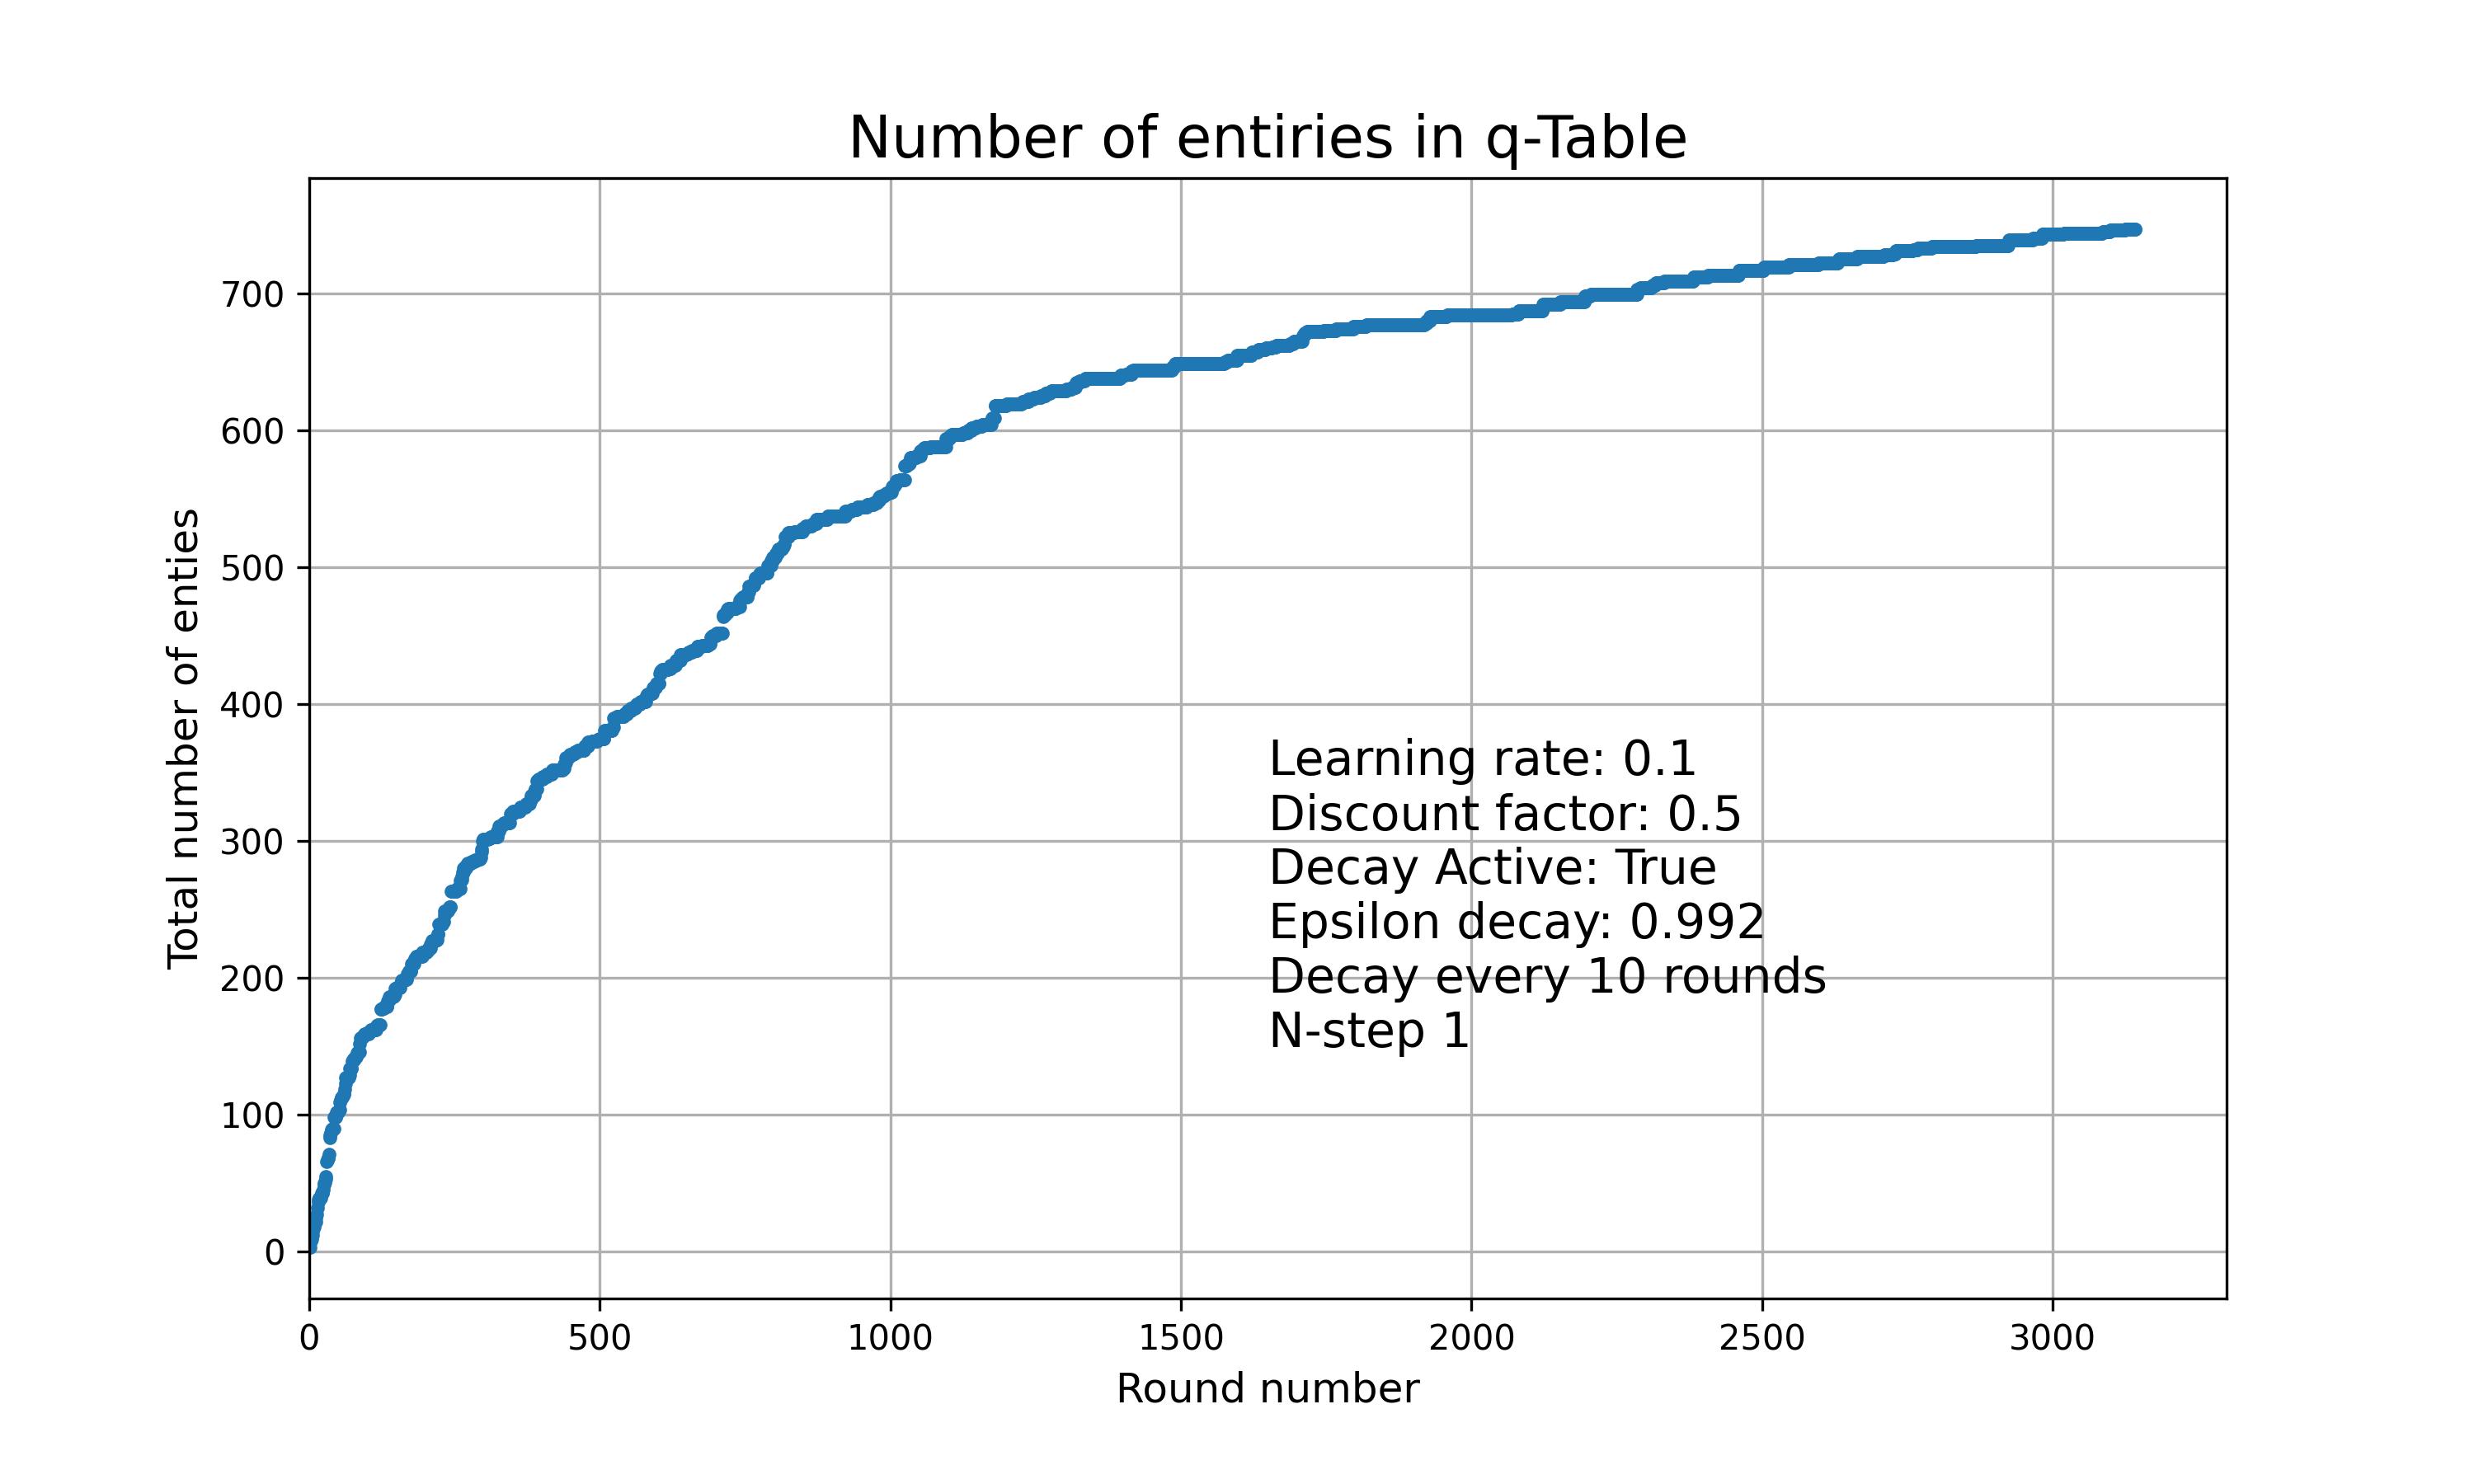 Number of entiries in q-Table
Total number of enties
700
600
500
400
300
200
100
0
Learning rate: 0.1
Discount factor: 0.5
Decay Active: True
Epsilon decay: 0.992
Decay every 10 rounds
N-step 1
0 500 1000 1500 2000 2500 3000
Round number